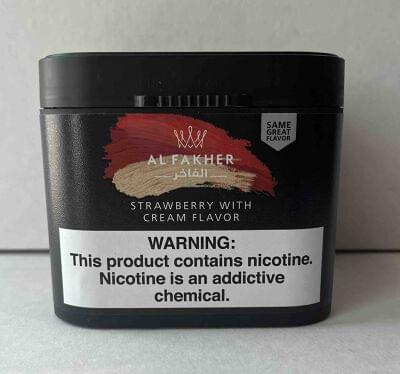 SAME
GREAT
FLAVOR
AL FAKHER
الفاخر
STRAWBERRY WITH
CREAM FLAVOR
WARNING:
This product contains nicotine.
Nicotine is an addictive
chemical.